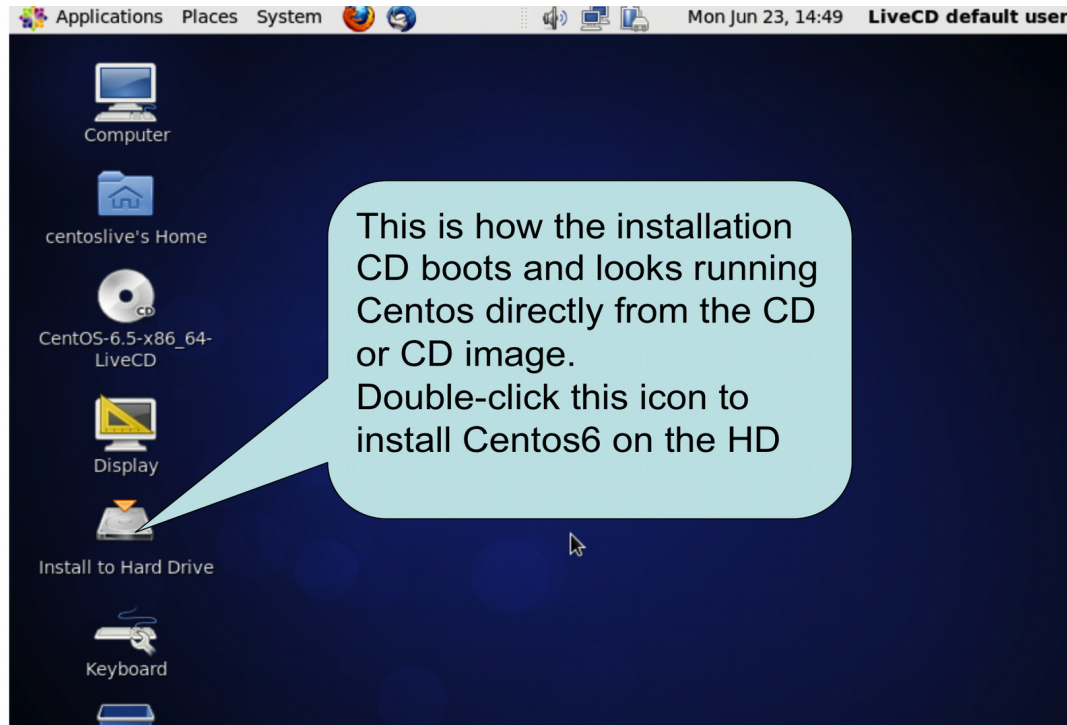 Applications Places System Mon Jun 23, 14:49 LiveCD default user
Computer
centoslive's Home
CD
CentOS-6.5-x86_64-
LiveCD
Display
Install to Hard Drive
Keyboard
This is how the installation
CD boots and looks running
Centos directly from the CD
or CD image.
Double-click this icon to
install Centos6 on the HD